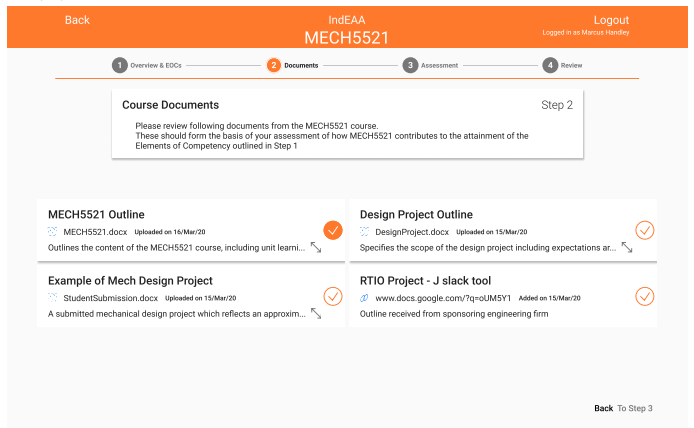 Back
IndEAA
Logout
MECH5521
Logged in as Marcus Handley
1 Overview & EOCs
2 Documents
3 Assessment
4 Review
Course Documents
Step 2
Please review following documents from the MECH5521 course.
These should form the basis of your assessment of how MECH5521 contributes to the attainment of the
Elements of Competency outlined in Step 1
MECH5521 Outline
MECH5521.docx Uploaded on 16/Mar/20
Outlines the content of the MECH5521 course, including unit learni...
Design Project Outline
DesignProject.docx Uploaded on 15/Mar/20
Specifies the scope of the design project including expectations ar...
Example of Mech Design Project
StudentSubmission.docx Uploaded on 15/Mar/20
A submitted mechanical design project which reflects an approxim...
RTIO Project - J slack tool
www.docs.google.com/?q=oUM5Y1 Added on 15/Mar/20
Outline received from sponsoring engineering firm
Back To Step 3